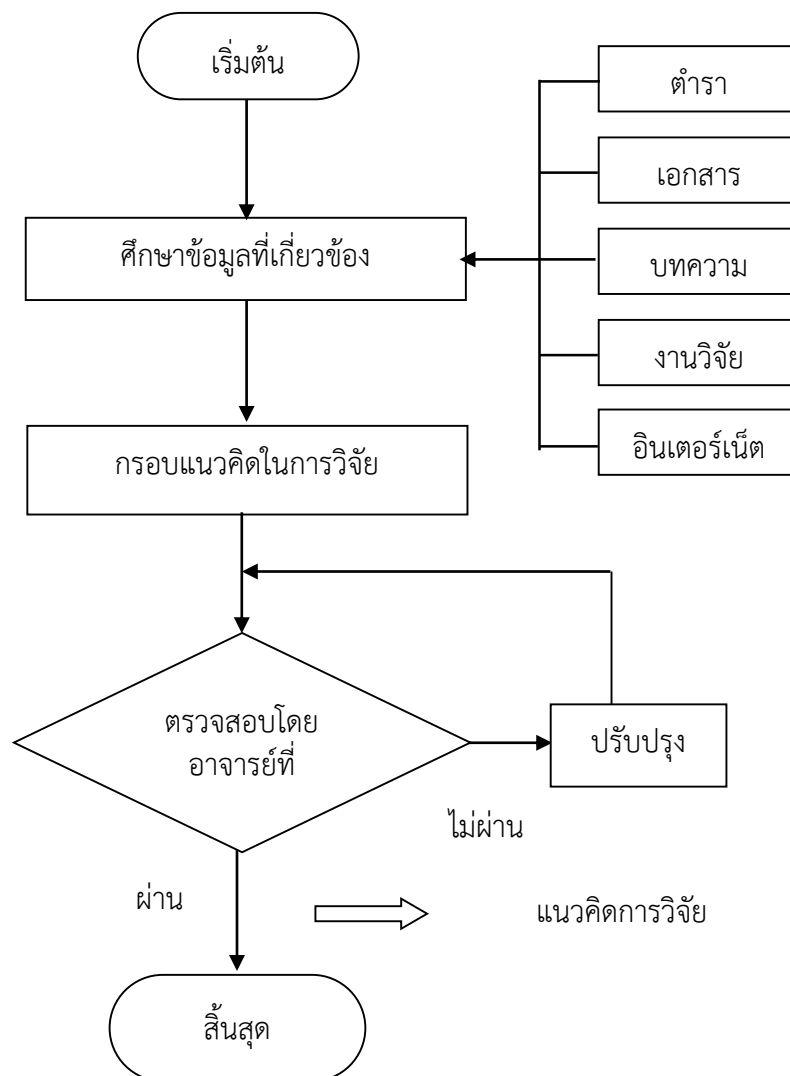 เริ่มต้น
ตำรา
เอกสาร
ศึกษาข้อมูลที่เกี่ยวข้อง
บทความ
งานวิจัย
อินเตอร์เน็ต
กรอบแนวคิดในการวิจัย
ตรวจสอบโดย
อาจารย์ที่
ปรับปรุง
ไม่ผ่าน
ผ่าน
แนวคิดการวิจัย
สิ้นสุด